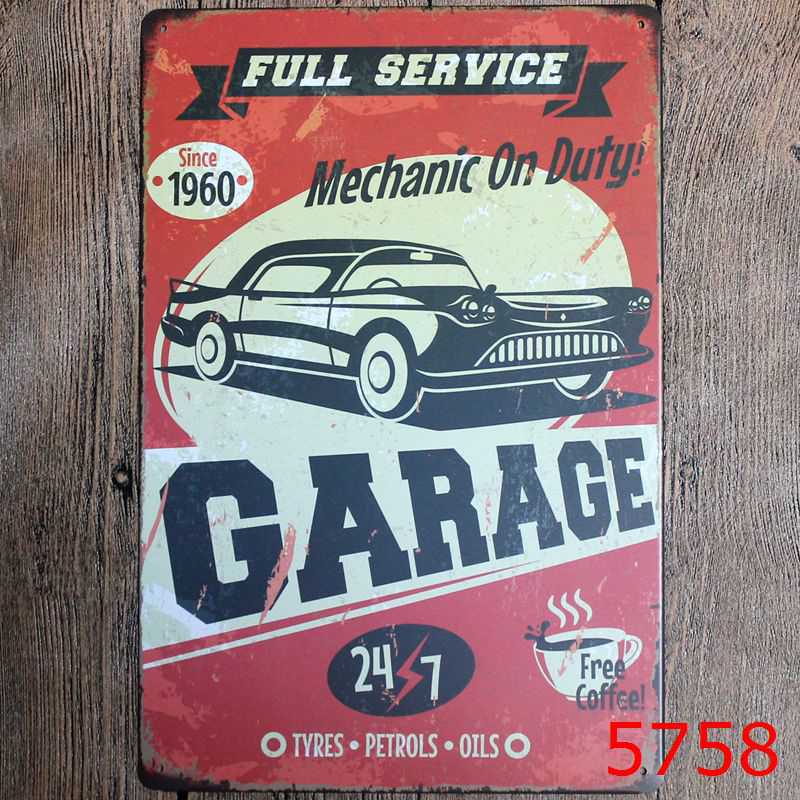 FULL SERVICE
Since
1960
Mechanic On Duty!
GARAGE
24 7
Free
Coffee!
TYRES • PETROLS • OILS
5758